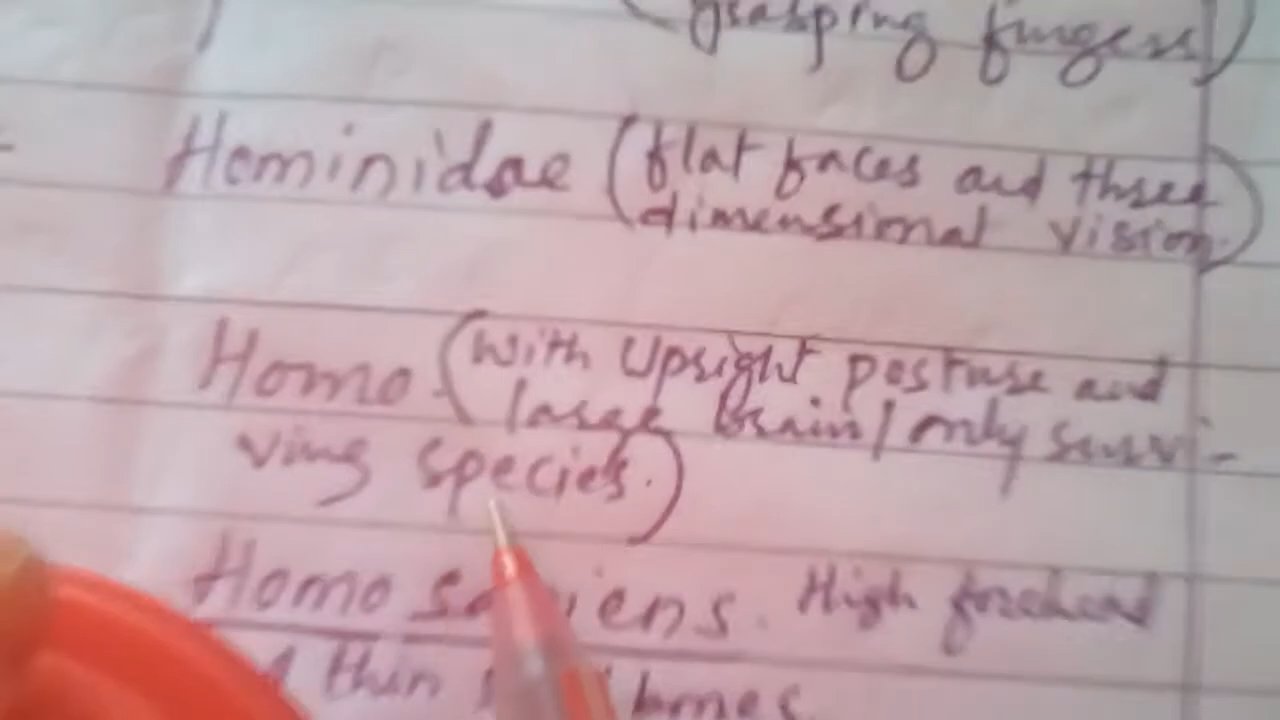 (grasping fingers)
Hominidae (flat faces and three
dimensional vision)
Homo (with Upright posture and
large brain/only survi-
ving species.)
Homo sapiens. High forehead
thin bones